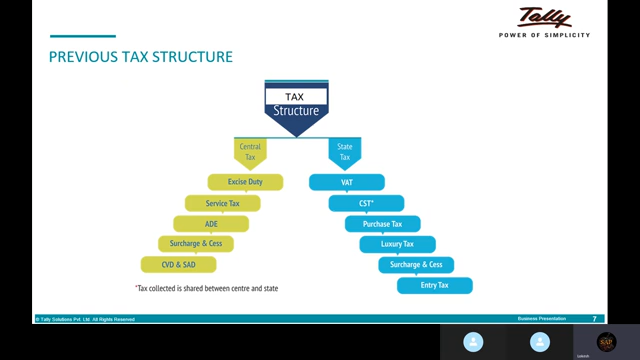 Tally
POWER OF SIMPLICITY
PREVIOUS TAX STRUCTURE
TAX
Structure
Central
Tax
State
Tax
Excise Duty
VAT
Service Tax
CST*
ADE
Purchase Tax
Surcharge & Cess
Luxury Tax
CVD & SAD
Surcharge & Cess
Entry Tax
*Tax collected is shared between centre and state
© Tally Solutions Pvt. Ltd. All Rights Reserved
Business Presentation
7
SAP
Lokesh